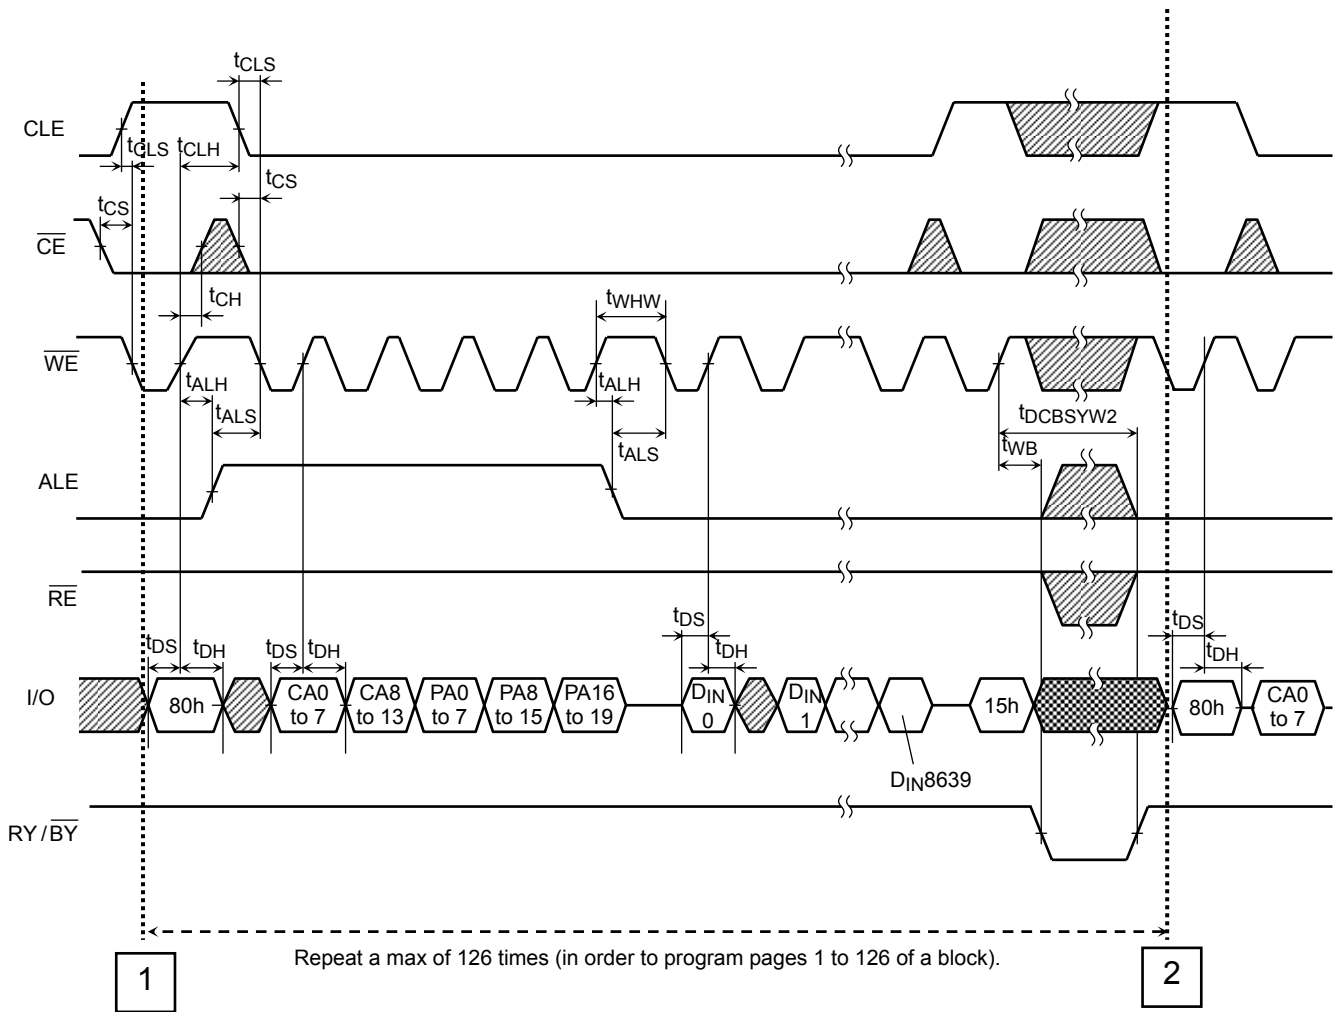 tCLS
CLE
tCLS tCLH
tCS
tCS
CE
tCH
tWHW
WE
tALH tALH
tALS
tDCBSYW2
tALS
tWB
ALE
RE
tDS tDH tDS tDH tDS tDH tDS tDH
I/O
80h
CA0 to 7
CA8 to 13
PA0 to 7
PA8 to 15
PA16 to 19
DIN 0
DIN 1
15h
80h
CA0 to 7
DIN8639
RY/BY
Repeat a max of 126 times (in order to program pages 1 to 126 of a block).
1
2